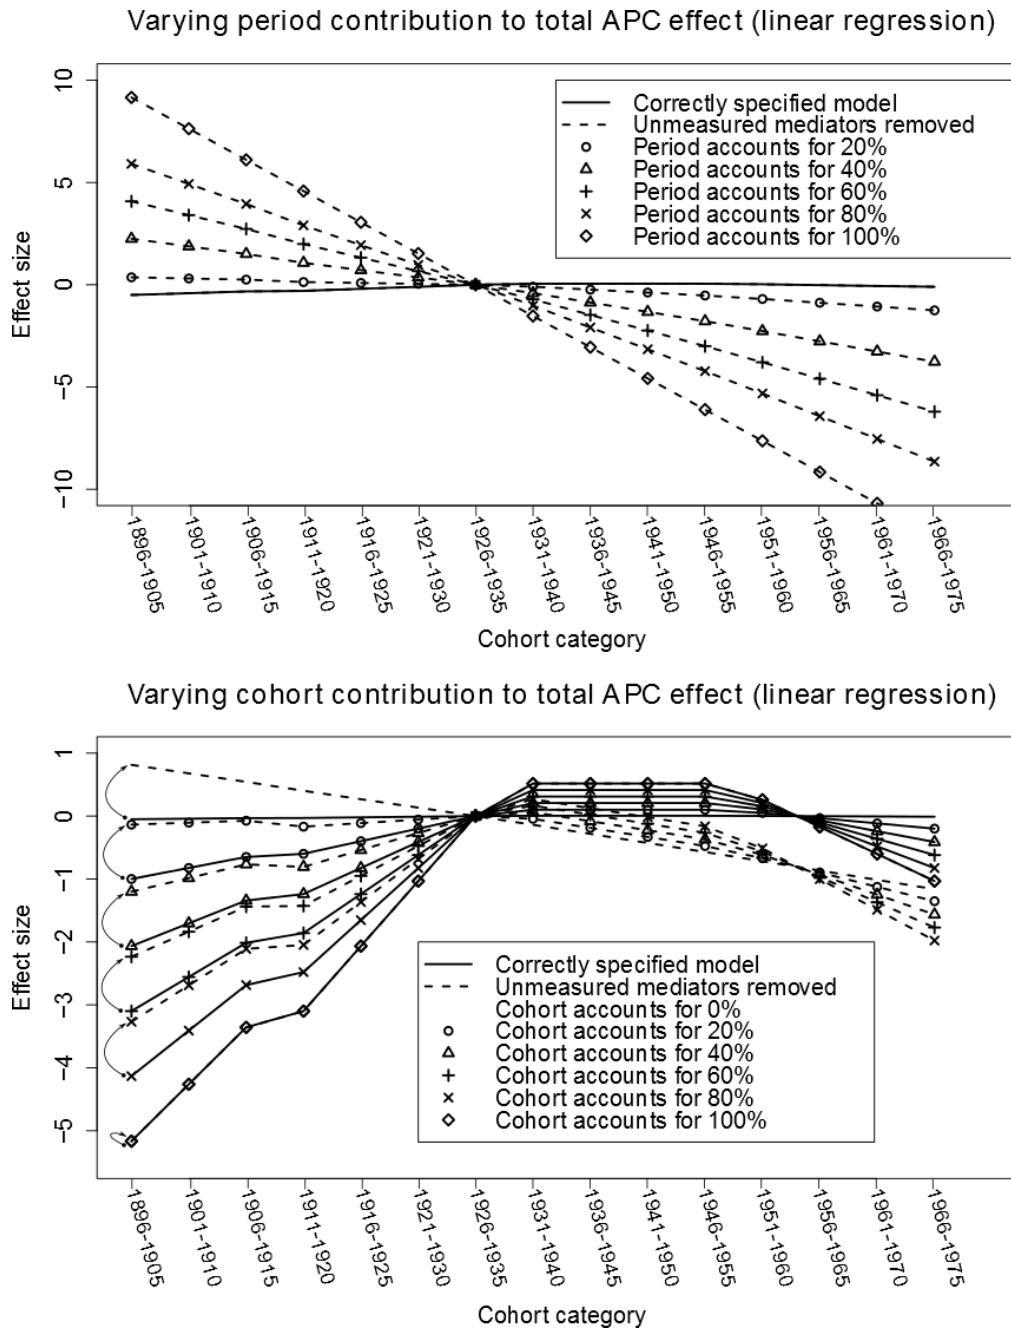 Varying period contribution to total APC effect (linear regression)
10
5
0
−5
−10
Effect size
Correctly specified model
Unmeasured mediators removed
Period accounts for 20%
Period accounts for 40%
Period accounts for 60%
Period accounts for 80%
Period accounts for 100%
1896-1905
1901-1910
1906-1915
1911-1920
1916-1925
1921-1930
1926-1935
1931-1940
1936-1945
1941-1950
1946-1955
1951-1960
1956-1965
1961-1970
1966-1975
Cohort category
Varying cohort contribution to total APC effect (linear regression)
1
0
−1
−2
−3
−4
−5
Effect size
Correctly specified model
Unmeasured mediators removed
Cohort accounts for 0%
Cohort accounts for 20%
Cohort accounts for 40%
Cohort accounts for 60%
Cohort accounts for 80%
Cohort accounts for 100%
1896-1905
1901-1910
1906-1915
1911-1920
1916-1925
1921-1930
1926-1935
1931-1940
1936-1945
1941-1950
1946-1955
1951-1960
1956-1965
1961-1970
1966-1975
Cohort category